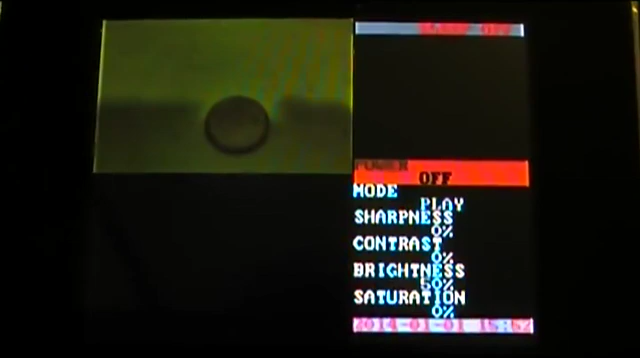 POWER
OFF
MODE
PLAY
SHARPNESS
0%
CONTRAST
0%
BRIGHTNESS
50%
SATURATION
0%
2014-01-01